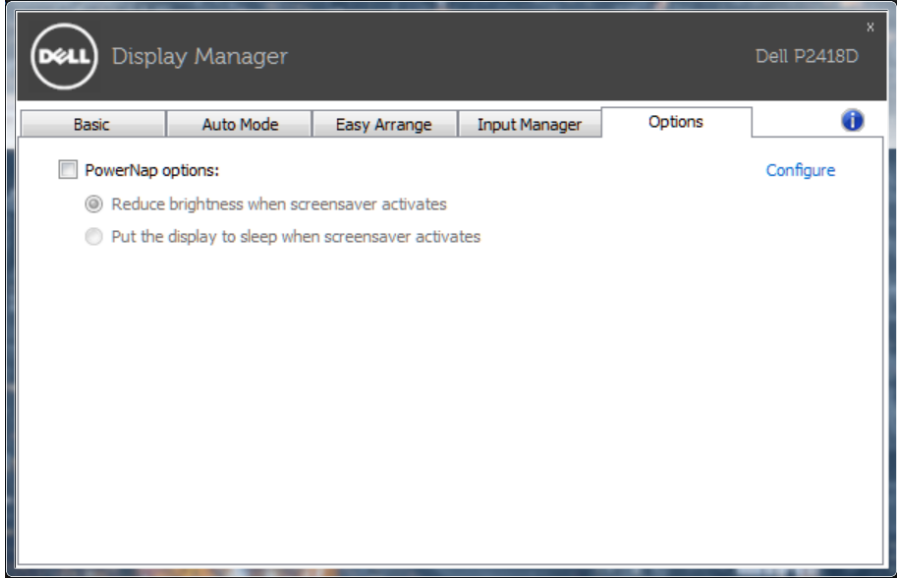 x
DELL Display Manager Dell P2418D
Basic Auto Mode Easy Arrange Input Manager Options i
PowerNap options: Configure
Reduce brightness when screensaver activates
Put the display to sleep when screensaver activates